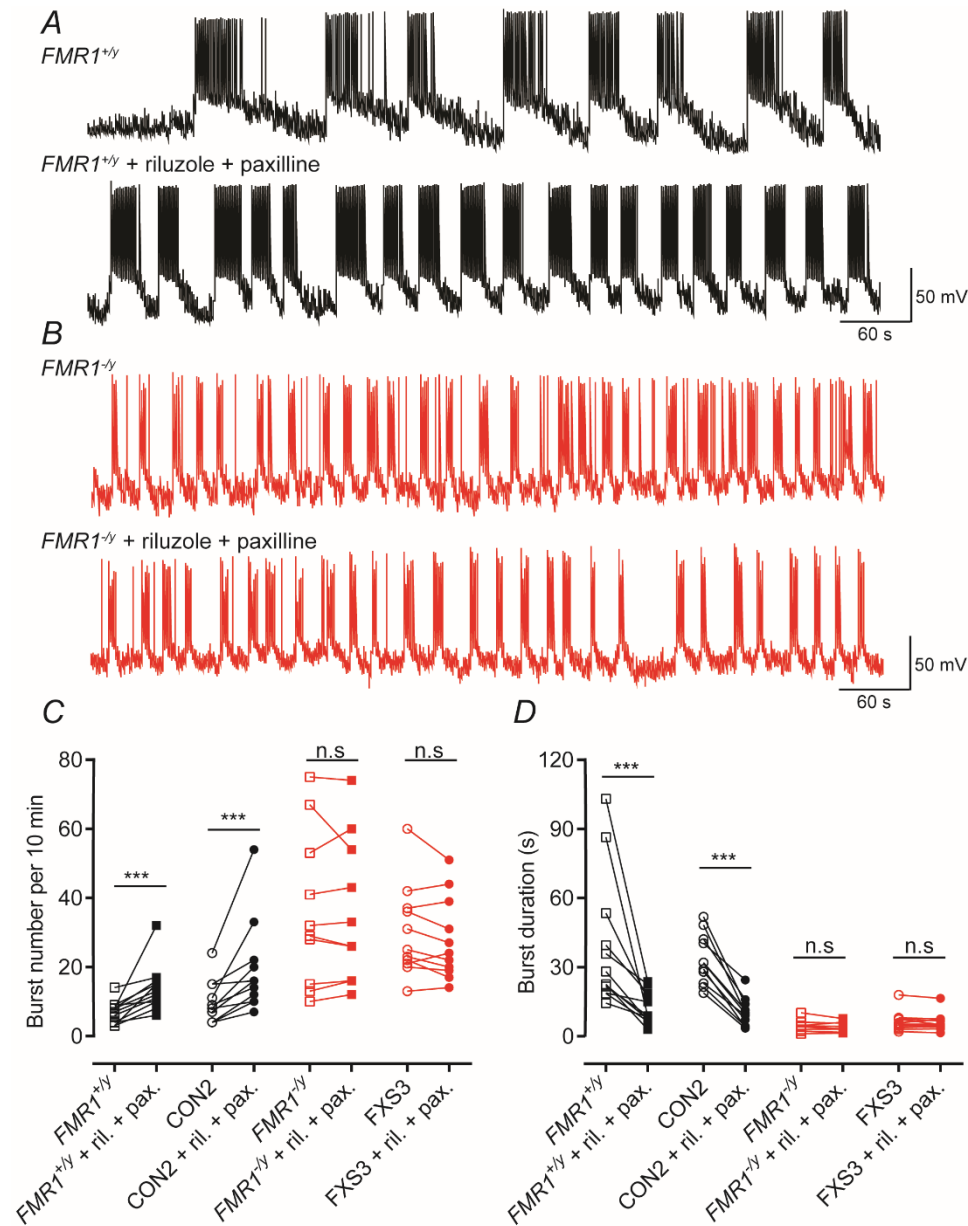 A
FMR1+/y
FMR1+/y + riluzole + paxilline
50 mV
60 s
B
FMR1-/y
FMR1-/y + riluzole + paxilline
50 mV
60 s
C
Burst number per 10 min
80
60
40
20
0
***
***
n.s
n.s
FMR1+/y
FMR1+/y + ril. + pax.
CON2
CON2 + ril. + pax.
FMR1-/y
FMR1-/y + ril. + pax.
FXS3
FXS3 + ril. + pax.
D
Burst duration (s)
120
90
60
30
0
***
***
n.s
n.s
FMR1+/y
FMR1+/y + ril. + pax.
CON2
CON2 + ril. + pax.
FMR1-/y
FMR1-/y + ril. + pax.
FXS3
FXS3 + ril. + pax.